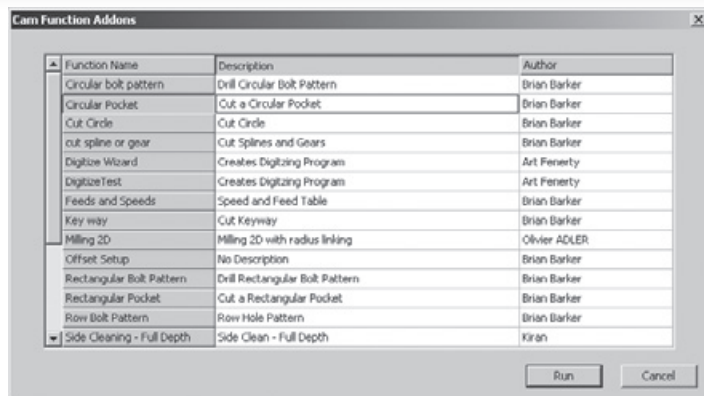 Cam Function Addons
Function Name Description Author
Circular bolt pattern Drill Circular Bolt Pattern Brian Barker
Circular Pocket Cut a Circular Pocket Brian Barker
Cut Circle Cut Circle Brian Barker
cut spline or gear Cut Splines and Gears Brian Barker
Digitize Wizard Creates Digitzing Program Art Fenerty
DigitizeTest Creates Digitzing Program Art Fenerty
Feeds and Speeds Speed and Feed Table Brian Barker
Key way Cut Keyway Brian Barker
Milling 2D Milling 2D with radius linking Olivier ADLER
Offset Setup No Description Brian Barker
Rectangular Bolt Pattern Drill Rectangular Bolt Pattern Brian Barker
Rectangular Pocket Cut a Rectangular Pocket Brian Barker
Row Bolt Pattern Row Hole Pattern Brian Barker
Side Cleaning - Full Depth Side Clean - Full Depth Kiran
Run Cancel